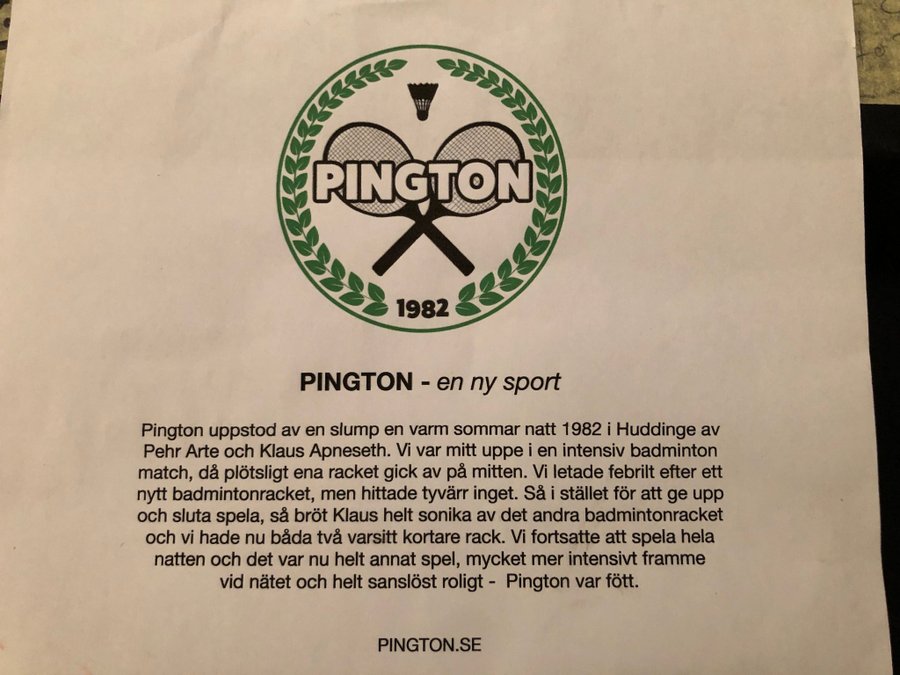 PINGTON
1982
PINGTON - en ny sport
Pington uppstod av en slump en varm sommar natt 1982 i Huddinge av
Pehr Arte och Klaus Apneseth. Vi var mitt uppe i en intensiv badminton
match, då plötsligt ena racket gick av på mitten. Vi letade febrilt efter ett
nytt badmintonracket, men hittade tyvärr inget. Så i stället för att ge upp
och sluta spela, så bröt Klaus helt sonika av det andra badmintonracket
och vi hade nu båda två varsitt kortare rack. Vi fortsatte att spela hela
natten och det var nu helt annat spel, mycket mer intensivt framme
vid nätet och helt sanslöst roligt - Pington var fött.
PINGTON.SE